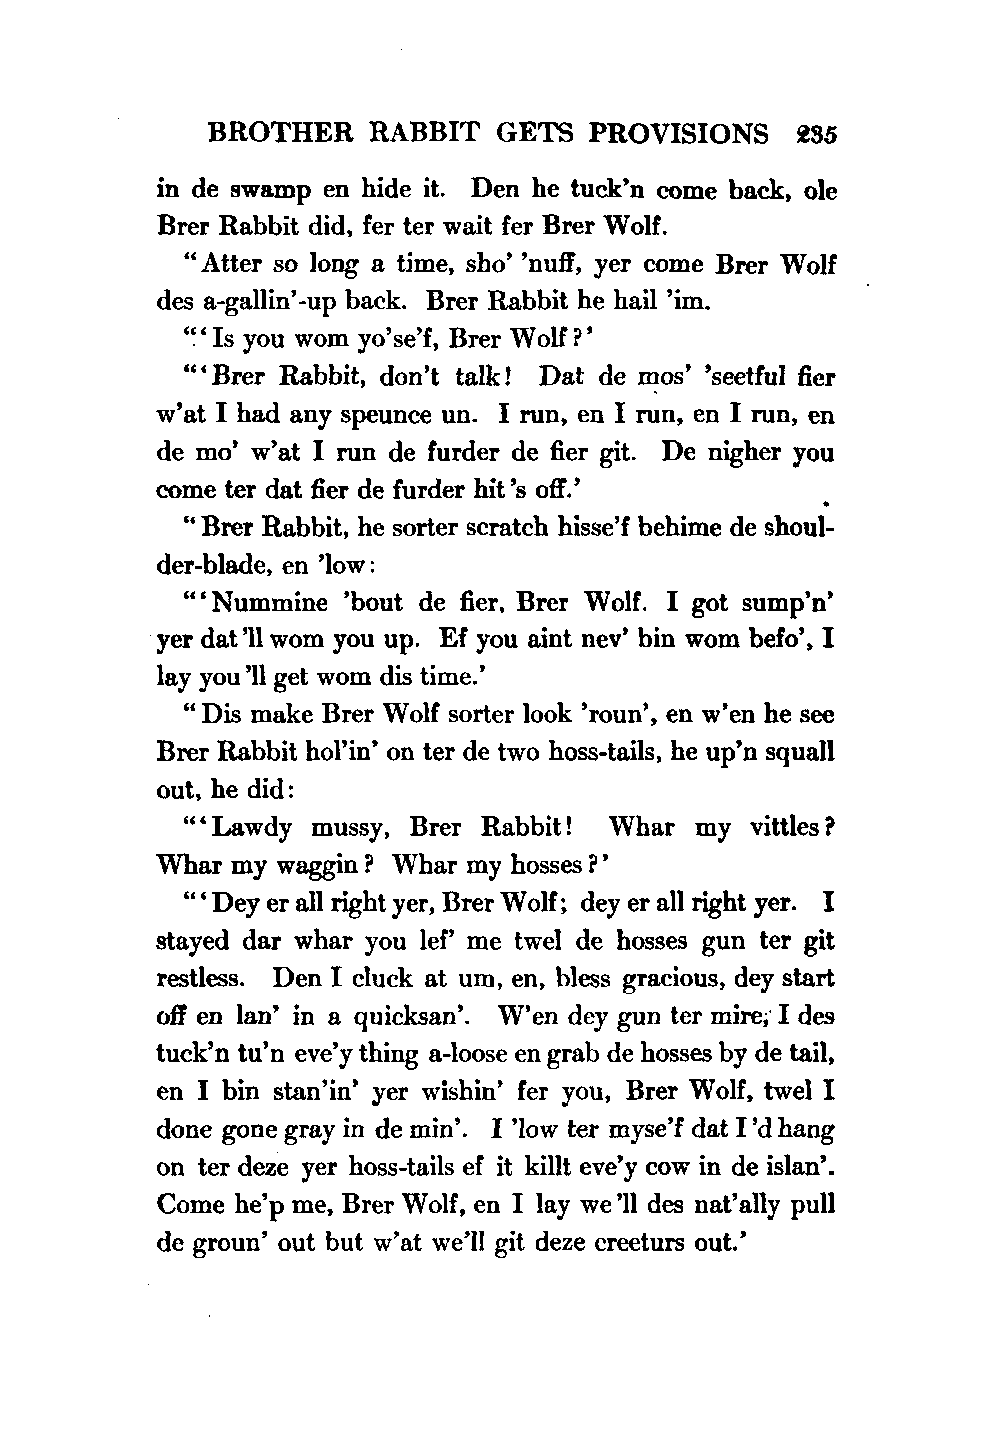 BROTHER RABBIT GETS PROVISIONS 235
in de swamp en hide it. Den he tuck'n come back, ole
Brer Rabbit did, fer ter wait fer Brer Wolf.
"Atter so long a time, sho' 'nuff, yer come Brer Wolf
des a-gallin'-up back. Brer Rabbit he hail 'im.
"'Is you wom yo'se'f, Brer Wolf?'
"'Brer Rabbit, don't talk! Dat de mos' 'seetful fier
w'at I had any speunce un. I run, en I run, en I run, en
de mo' w'at I run de furder de fier git. De nigher you
come ter dat fier de furder hit 's off.'
"Brer Rabbit, he sorter scratch hisse'f behime de shoul-
der-blade, en 'low:
"'Nummine 'bout de fier, Brer Wolf. I got sump'n'
yer dat 'll wom you up. Ef you aint nev' bin wom befo', I
lay you 'll get wom dis time.'
"Dis make Brer Wolf sorter look 'roun', en w'en he see
Brer Rabbit hol'in' on ter de two hoss-tails, he up'n squall
out, he did:
"'Lawdy mussy, Brer Rabbit! Whar my vittles?
Whar my waggin? Whar my hosses?'
"'Dey er all right yer, Brer Wolf; dey er all right yer. I
stayed dar whar you lef' me twel de hosses gun ter git
restless. Den I cluck at um, en, bless gracious, dey start
off en lan' in a quicksan'. W'en dey gun ter mire, I des
tuck'n tu'n eve'y thing a-loose en grab de hosses by de tail,
en I bin stan'in' yer wishin' fer you, Brer Wolf, twel I
done gone gray in de min'. I 'low ter myse'f dat I 'd hang
on ter deze yer hoss-tails ef it killt eve'y cow in de islan'.
Come he'p me, Brer Wolf, en I lay we 'll des nat'ally pull
de groun' out but w'at we'll git deze creeturs out.'